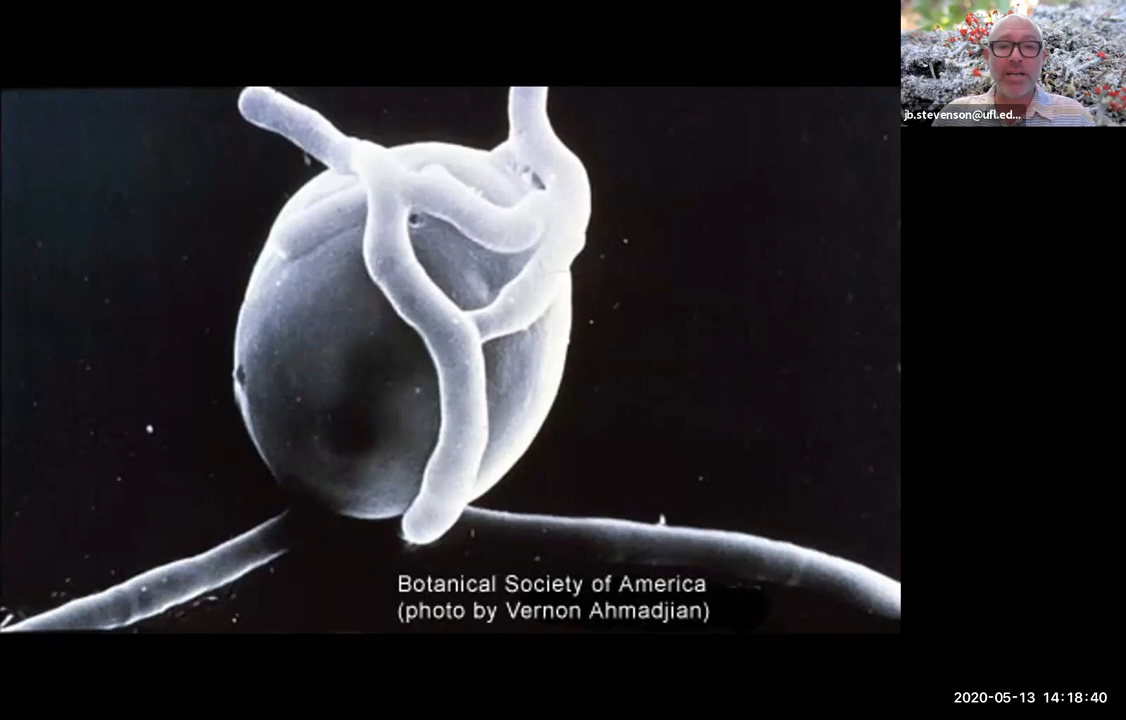 jb.stevenson@ufl.ed...
Botanical Society of America
(photo by Vernon Ahmadjian)
2020-05-13 14:18:40